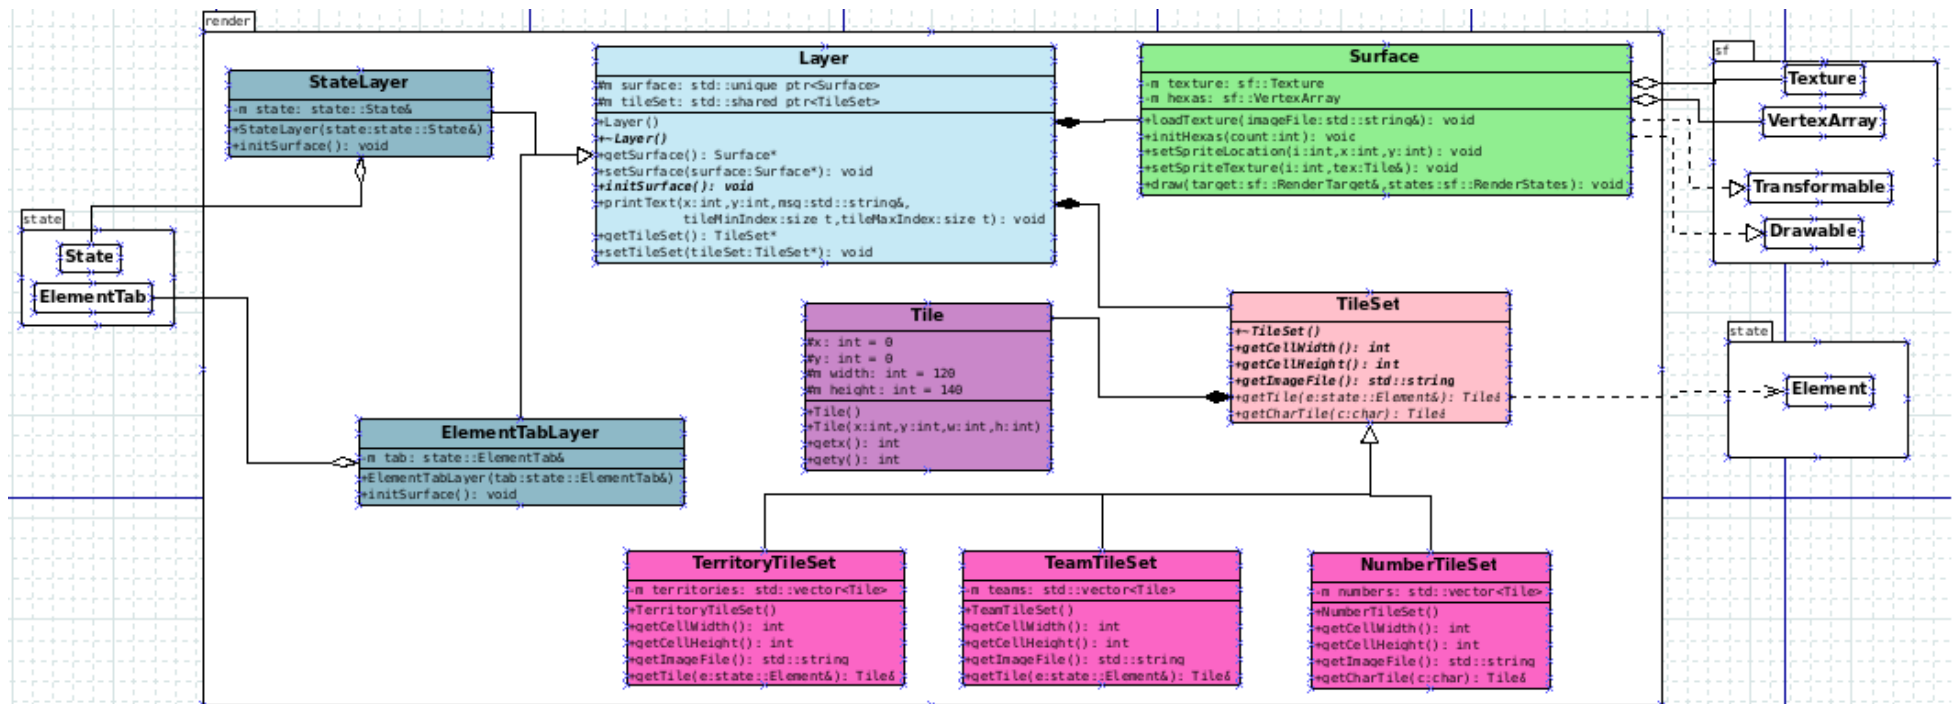 render
StateLayer
-m state: state::State&
+StateLayer(state:state::State&)
+initSurface(): void
Layer
#m surface: std::unique ptr<Surface>
#m tileSet: std::shared ptr<TileSet>
+Layer()
+~Layer()
+getSurface(): Surface*
+setSurface(surface:Surface*): void
+initSurface(): void
+printText(x:int,y:int,msg:std::string&,
tileMinIndex:size t,tileMaxIndex:size t): void
+getTileSet(): TileSet*
+setTileSet(tileSet:TileSet*): void
Surface
-m texture: sf::Texture
-m hexas: sf::VertexArray
+loadTexture(imageFile:std::string&): void
+initHexas(count:int): void
+setSpriteLocation(i:int,x:int,y:int): void
+setSpriteTexture(i:int,tex:Tile&): void
+draw(target:sf::RenderTarget&,states:sf::RenderStates): void
sf
Texture
VertexArray
Transformable
Drawable
state
State
ElementTab
Tile
#x: int = 0
#y: int = 0
#m width: int = 120
#m height: int = 140
+Tile()
+Tile(x:int,y:int,w:int,h:int)
+getx(): int
+gety(): int
TileSet
+~TileSet()
+getCellWidth(): int
+getCellHeight(): int
+getImageFile(): std::string
+getTile(e:state::Element&): Tile&
+getCharTile(c:char): Tile&
state
Element
ElementTabLayer
-m tab: state::ElementTab&
+ElementTabLayer(tab:state::ElementTab&)
+initSurface(): void
TerritoryTileSet
-m territories: std::vector<Tile>
+TerritoryTileSet()
+getCellWidth(): int
+getCellHeight(): int
+getImageFile(): std::string
+getTile(e:state::Element&): Tile&
TeamTileSet
-m teams: std::vector<Tile>
+TeamTileSet()
+getCellWidth(): int
+getCellHeight(): int
+getImageFile(): std::string
+getTile(e:state::Element&): Tile&
NumberTileSet
-m numbers: std::vector<Tile>
+NumberTileSet()
+getCellWidth(): int
+getCellHeight(): int
+getImageFile(): std::string
+getCharTile(c:char): Tile&